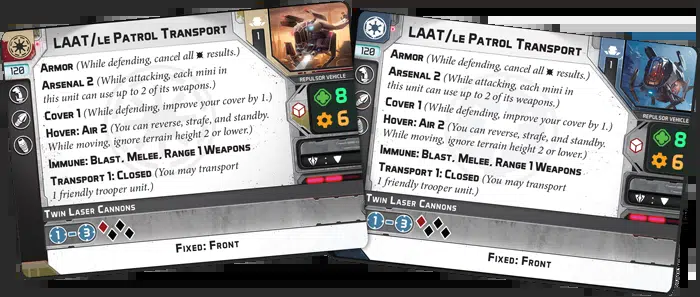 LAAT/le Patrol Transport
1
120
Armor (While defending, cancel all results.)
Arsenal 2 (While attacking, each mini in
this unit can use up to 2 of its weapons.)
Cover 1 (While defending, improve your cover by 1.)
Hover: Air 2 (You can reverse, strafe, and standby.
While moving, ignore terrain height 2 or lower.)
Immune: Blast, Melee, Range 1 Weapons
Transport 1: Closed (You may transport
1 friendly trooper unit.)
Repulsor Vehicle
8
6
:
Twin Laser Cannons
1-3
Fixed: Front
LAAT/le Patrol Transport
1
120
Armor (While defending, cancel all results.)
Arsenal 2 (While attacking, each mini in
this unit can use up to 2 of its weapons.)
Cover 1 (While defending, improve your cover by 1.)
Hover: Air 2 (You can reverse, strafe, and standby.
While moving, ignore terrain height 2 or lower.)
Immune: Blast, Melee, Range 1 Weapons
Transport 1: Closed (You may transport
1 friendly trooper unit.)
Repulsor Vehicle
8
6
:
Twin Laser Cannons
1-3
Fixed: Front